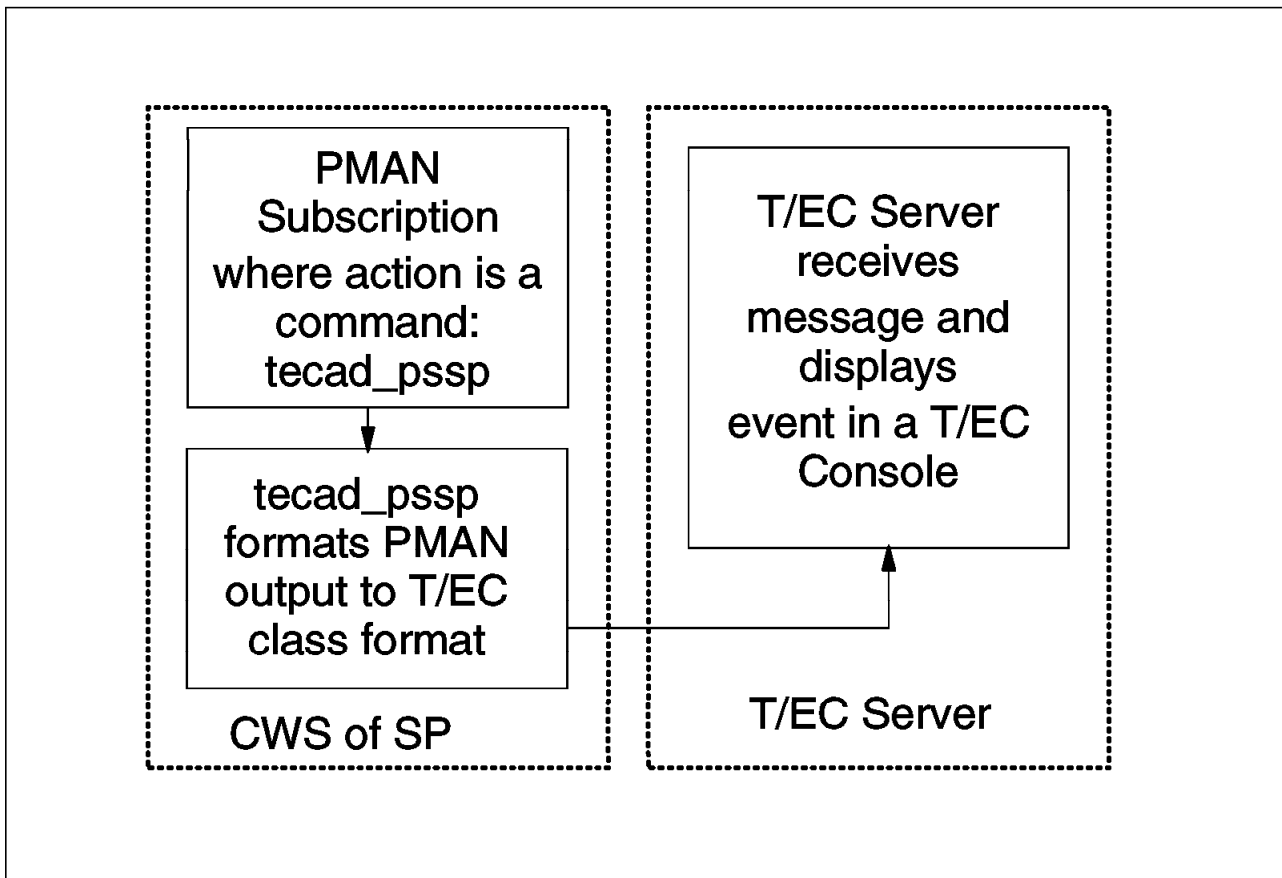 PMAN
Subscription
where action is a
command:
tecad_pssp
tecad_pssp
formats PMAN
output to T/EC
class format
CWS of SP
T/EC Server
receives
message and
displays
event in a T/EC
Console
T/EC Server